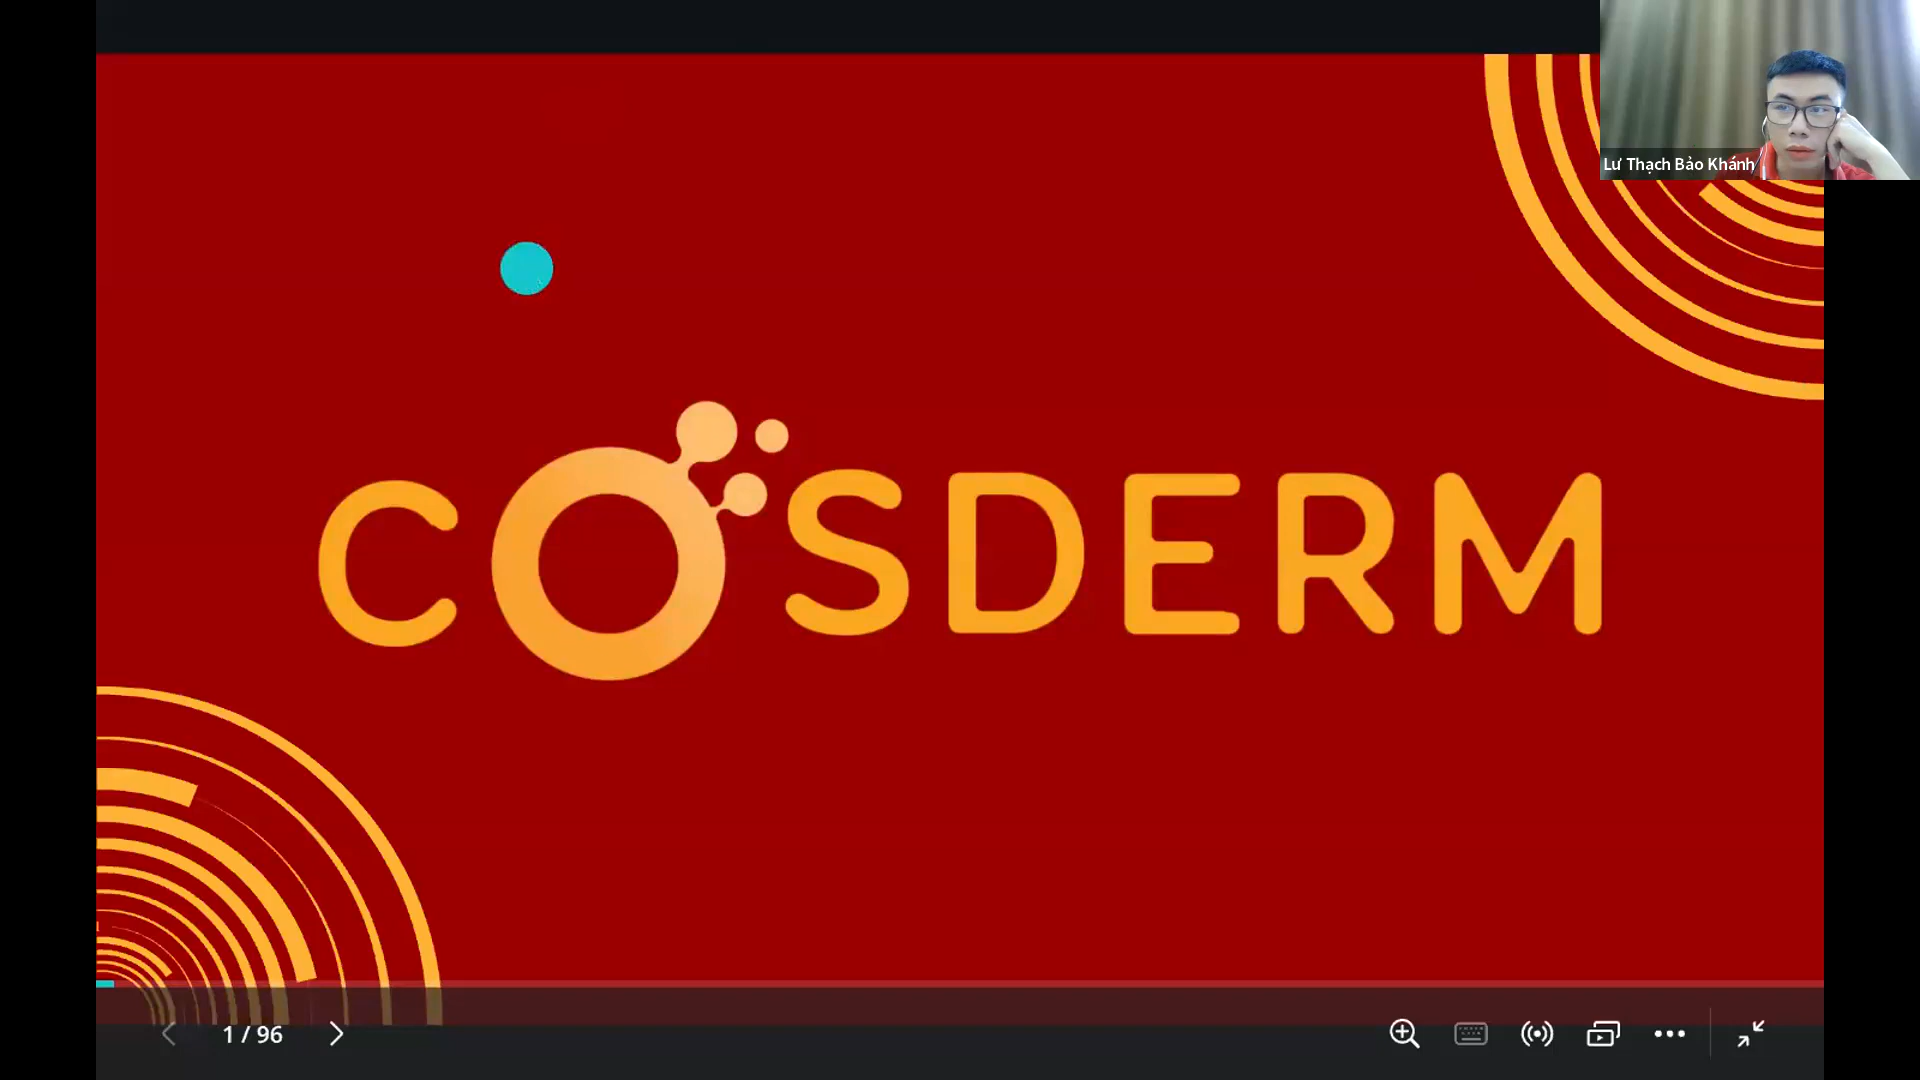 Lư Thạch Bảo Khánh
COSDERM
1 / 96